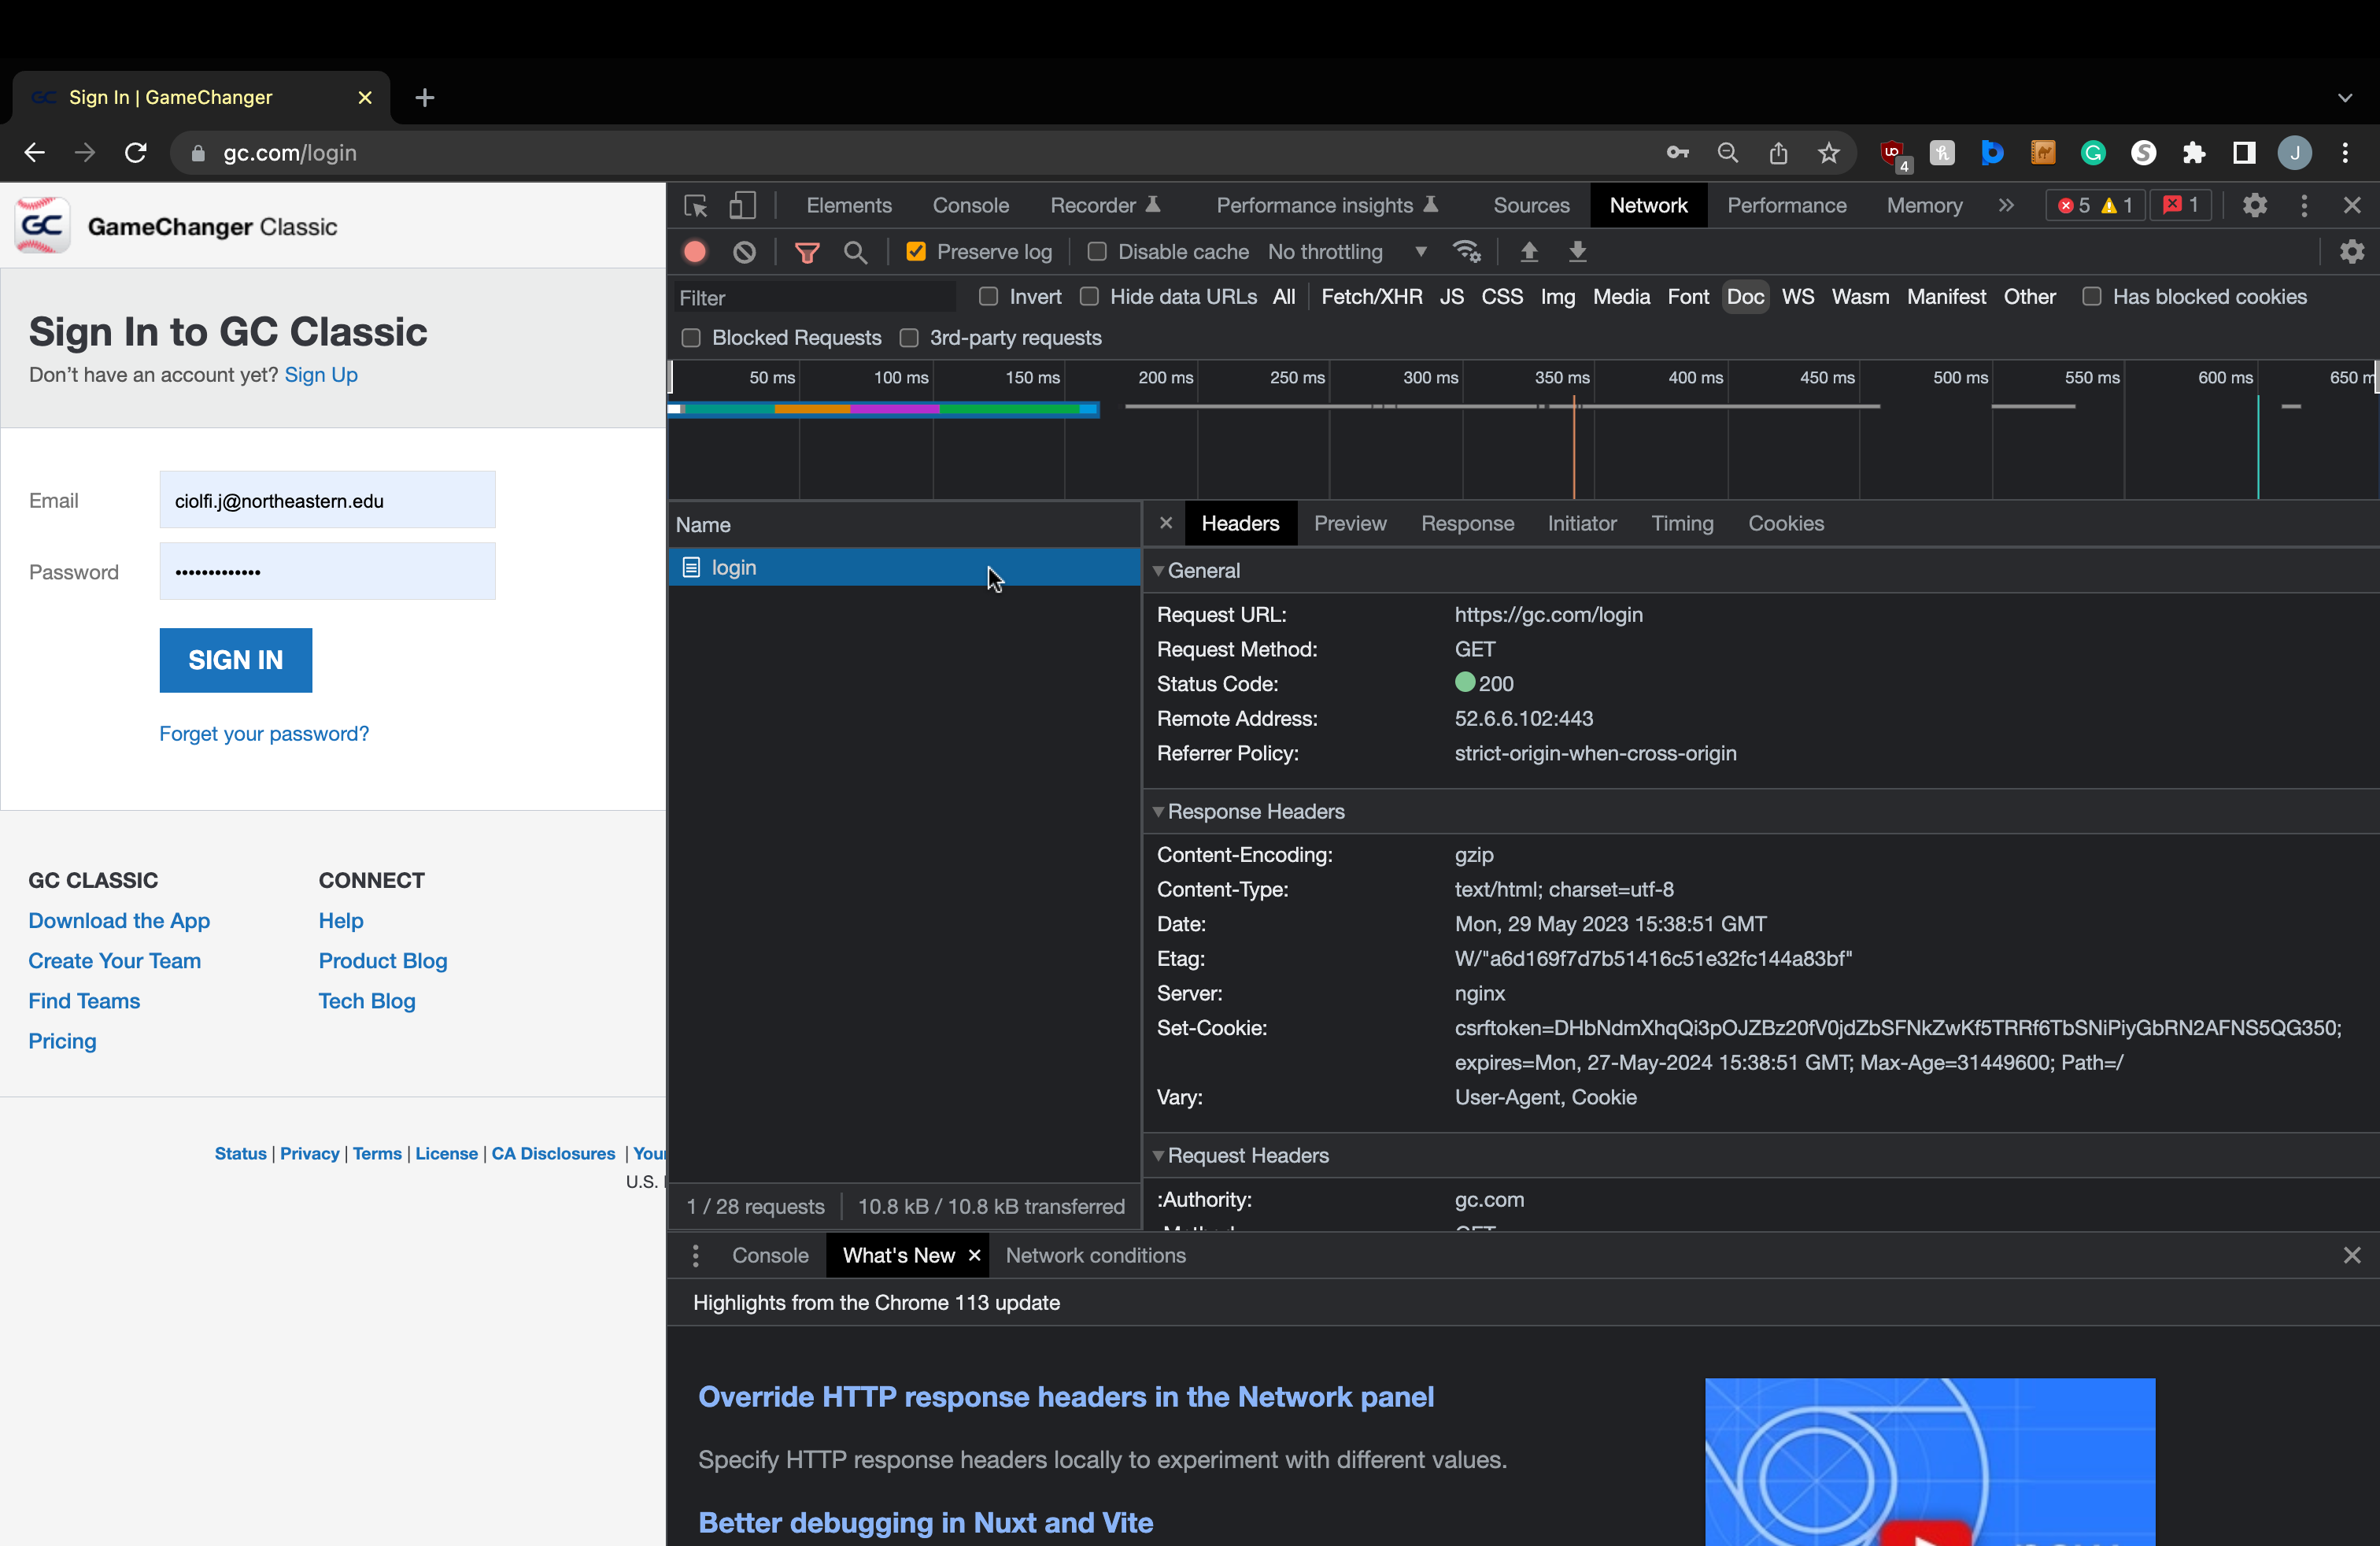 Sign In | GameChanger
gc.com/login
4
J
GC
GameChanger Classic
Sign In to GC Classic
Don't have an account yet? Sign Up
Email
ciolfi.j@northeastern.edu
Password
•••••••••••••
SIGN IN
Forget your password?
GC CLASSIC
Download the App
Create Your Team
Find Teams
Pricing
CONNECT
Help
Product Blog
Tech Blog
Status | Privacy | Terms | License | CA Disclosures | Your
U.S.
Elements Console Recorder Performance insights Sources Network Performance Memory 5 1 1
Preserve log Disable cache No throttling
Filter Invert Hide data URLs All Fetch/XHR JS CSS Img Media Font Doc WS Wasm Manifest Other Has blocked cookies
Blocked Requests 3rd-party requests
50 ms 100 ms 150 ms 200 ms 250 ms 300 ms 350 ms 400 ms 450 ms 500 ms 550 ms 600 ms 650 m
Name
login
1 / 28 requests 10.8 kB / 10.8 kB transferred
Headers Preview Response Initiator Timing Cookies
General
Request URL: https://gc.com/login
Request Method: GET
Status Code: 200
Remote Address: 52.6.6.102:443
Referrer Policy: strict-origin-when-cross-origin
Response Headers
Content-Encoding: gzip
Content-Type: text/html; charset=utf-8
Date: Mon, 29 May 2023 15:38:51 GMT
Etag: W/"a6d169f7d7b51416c51e32fc144a83bf"
Server: nginx
Set-Cookie: csrftoken=DHbNdmXhqQi3pOJZBz20fV0jdZbSFNkZwKf5TRRf6TbSNiPiyGbRN2AFNS5QG350;
expires=Mon, 27-May-2024 15:38:51 GMT; Max-Age=31449600; Path=/
Vary: User-Agent, Cookie
Request Headers
:Authority: gc.com
Console What's New Network conditions
Highlights from the Chrome 113 update
Override HTTP response headers in the Network panel
Specify HTTP response headers locally to experiment with different values.
Better debugging in Nuxt and Vite